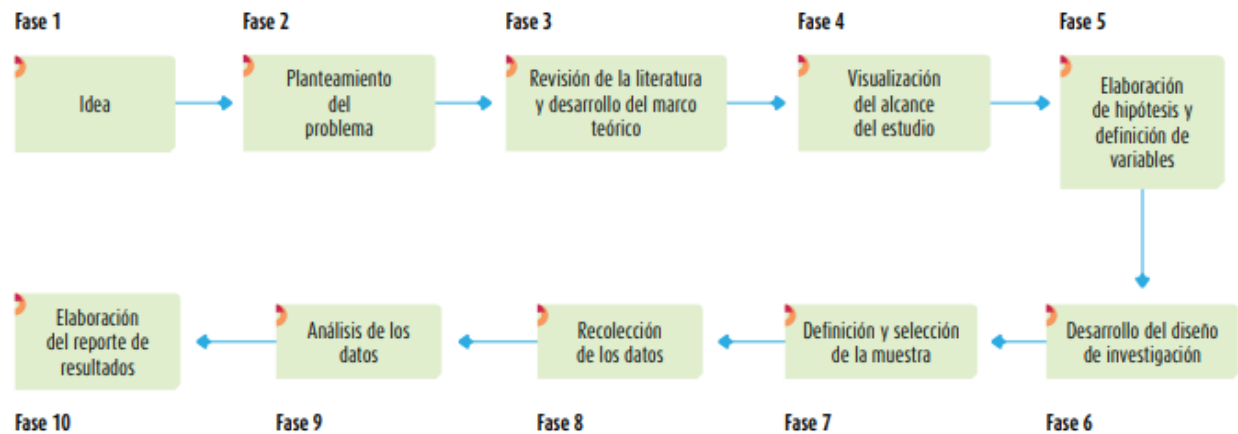 Fase 1
Idea
Fase 2
Planteamiento
del
problema
Fase 3
Revisión de la literatura
y desarrollo del marco
teórico
Fase 4
Visualización
del alcance
del estudio
Fase 5
Elaboración
de hipótesis y
definición de
variables
Desarrollo del diseño
de investigación
Fase 6
Definición y selección
de la muestra
Fase 7
Recolección
de los datos
Fase 8
Análisis de los
datos
Fase 9
Elaboración
del reporte de
resultados
Fase 10